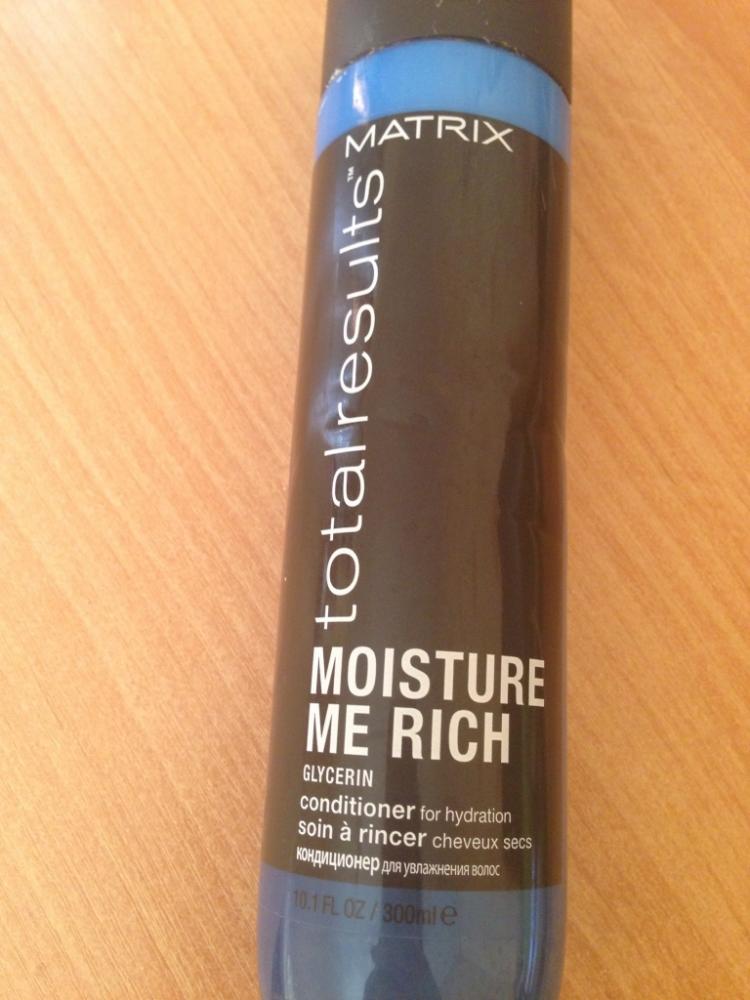 MATRIX
totalresults™
MOISTURE
ME RICH
GLYCERIN
conditioner for hydration
soin à rincer cheveux secs
кондиционер для увлажнения волос
10.1 FL OZ / 300ml ℮